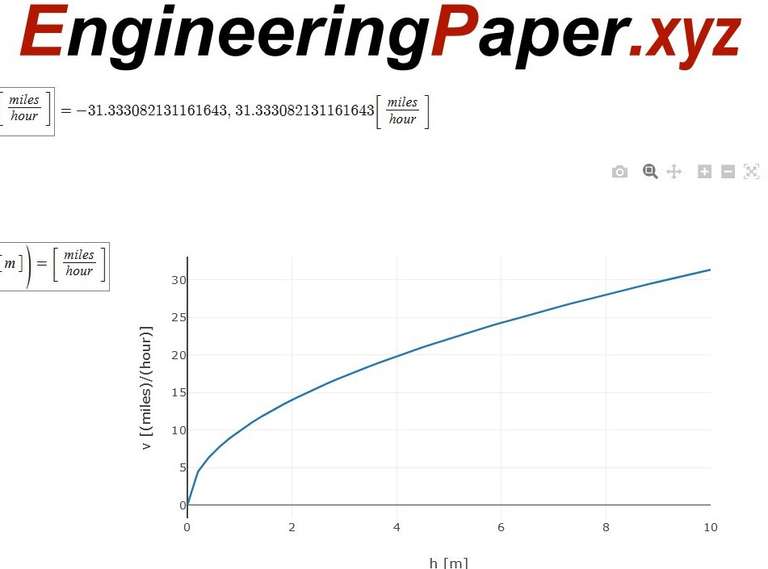 EngineeringPaper.xyz
[miles/hour] = −31.333082131161643, 31.333082131161643 [miles/hour]
[m]) = [miles/hour]
v [(miles)/(hour)]
30
25
20
15
10
5
0
0 2 4 6 8 10
h [m]